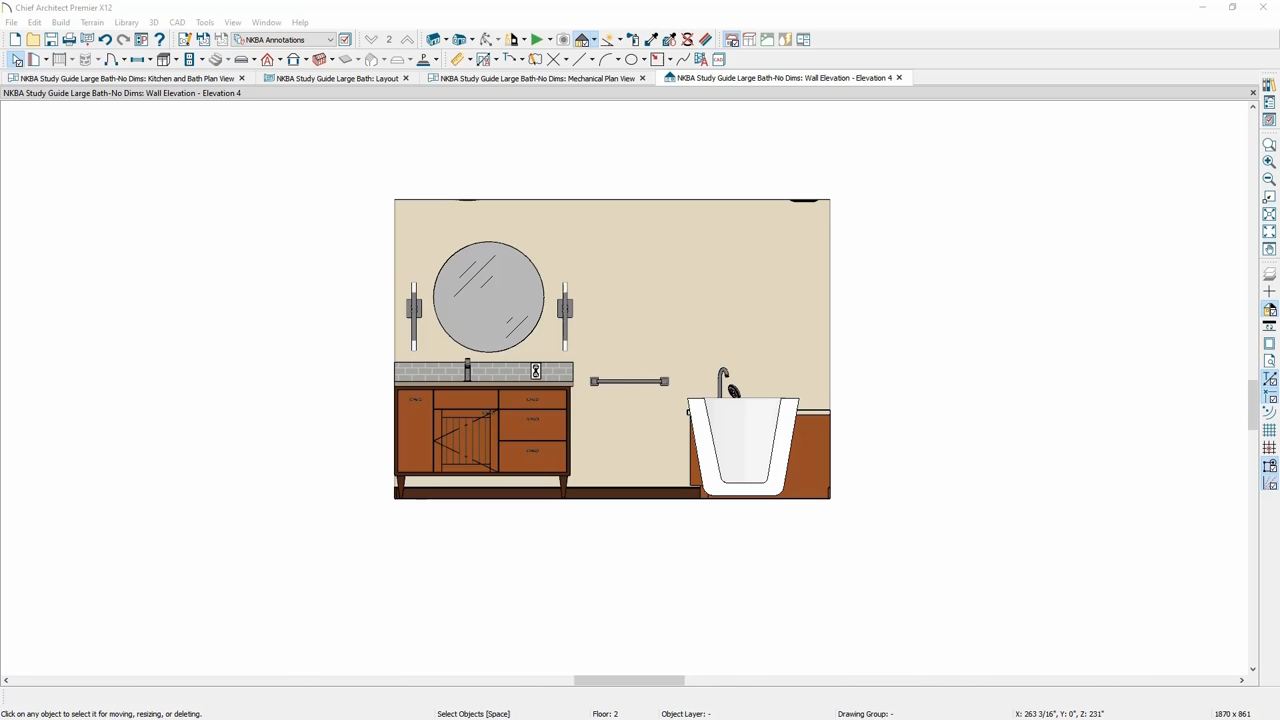 Chief Architect Premier X12
File Edit Build Terrain Library 3D CAD Tools View Window Help
NKBA Annotations 2
NKBA Study Guide Large Bath-No Dims: Kitchen and Bath Plan View NKBA Study Guide Large Bath: Layout NKBA Study Guide Large Bath-No Dims: Mechanical Plan View NKBA Study Guide Large Bath-No Dims: Wall Elevation - Elevation 4
NKBA Study Guide Large Bath-No Dims: Wall Elevation - Elevation 4
Click on any object to select it for moving, resizing, or deleting. Select Objects [Space] Floor: 2 Object Layer: - Drawing Group: - X: 263 3/16", Y: 0", Z: 231" 1870 x 861